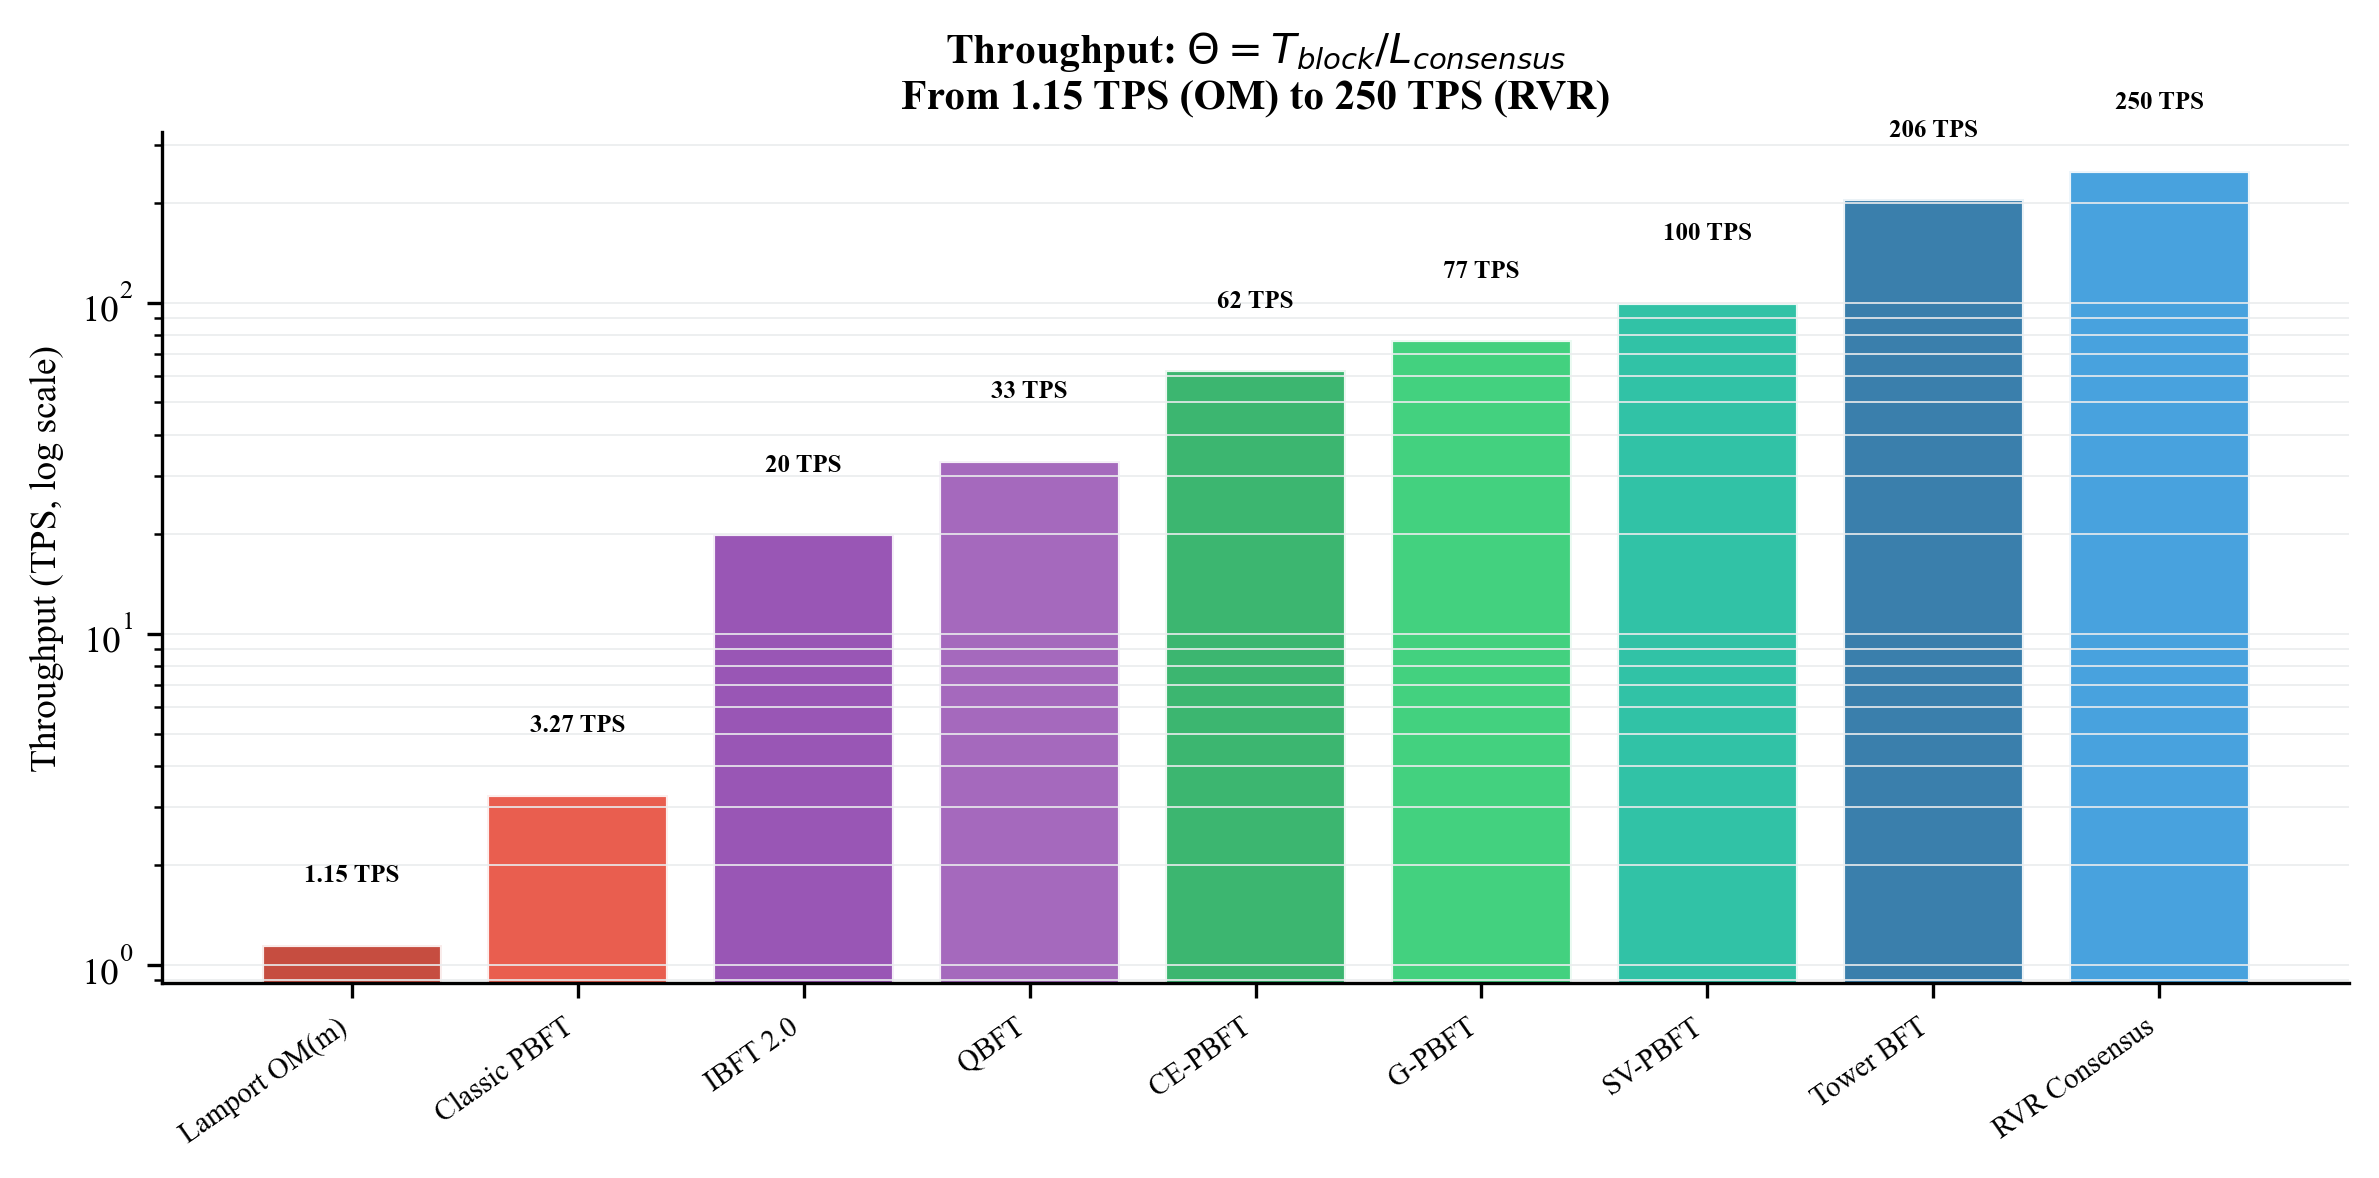 Throughput: Θ = T_block/L_consensus
From 1.15 TPS (OM) to 250 TPS (RVR)
Throughput (TPS, log scale)
10^2
10^1
10^0
1.15 TPS
3.27 TPS
20 TPS
33 TPS
62 TPS
77 TPS
100 TPS
206 TPS
250 TPS
Lamport OM(m)
Classic PBFT
IBFT 2.0
QBFT
CE-PBFT
G-PBFT
SV-PBFT
Tower BFT
RVR Consensus